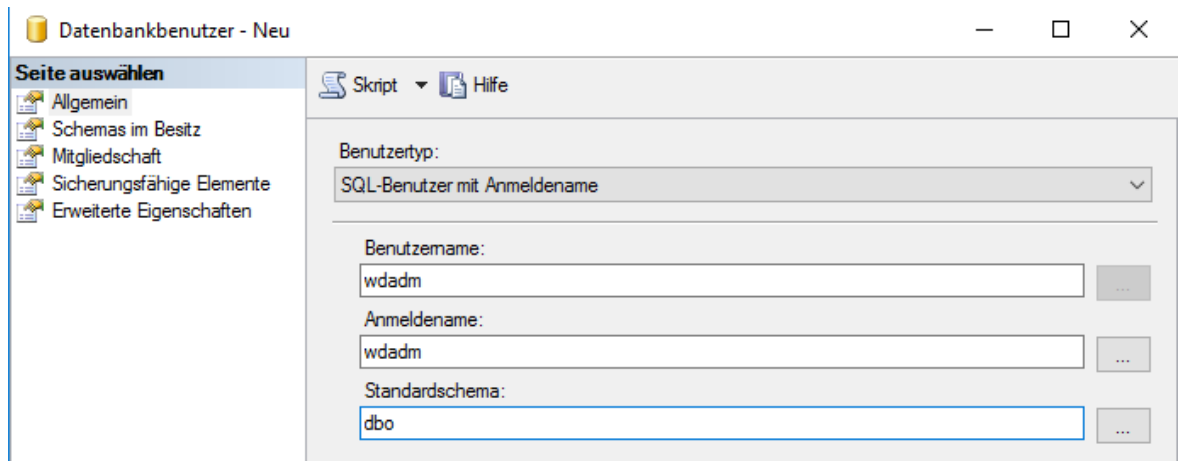 Datenbankbenutzer - Neu
Seite auswählen
Allgemein
Schemas im Besitz
Mitgliedschaft
Sicherungsfähige Elemente
Erweiterte Eigenschaften
Skript Hilfe
Benutzertyp:
SQL-Benutzer mit Anmeldename
Benutzername:
wdadm
...
Anmeldename:
wdadm
...
Standardschema:
dbo
...